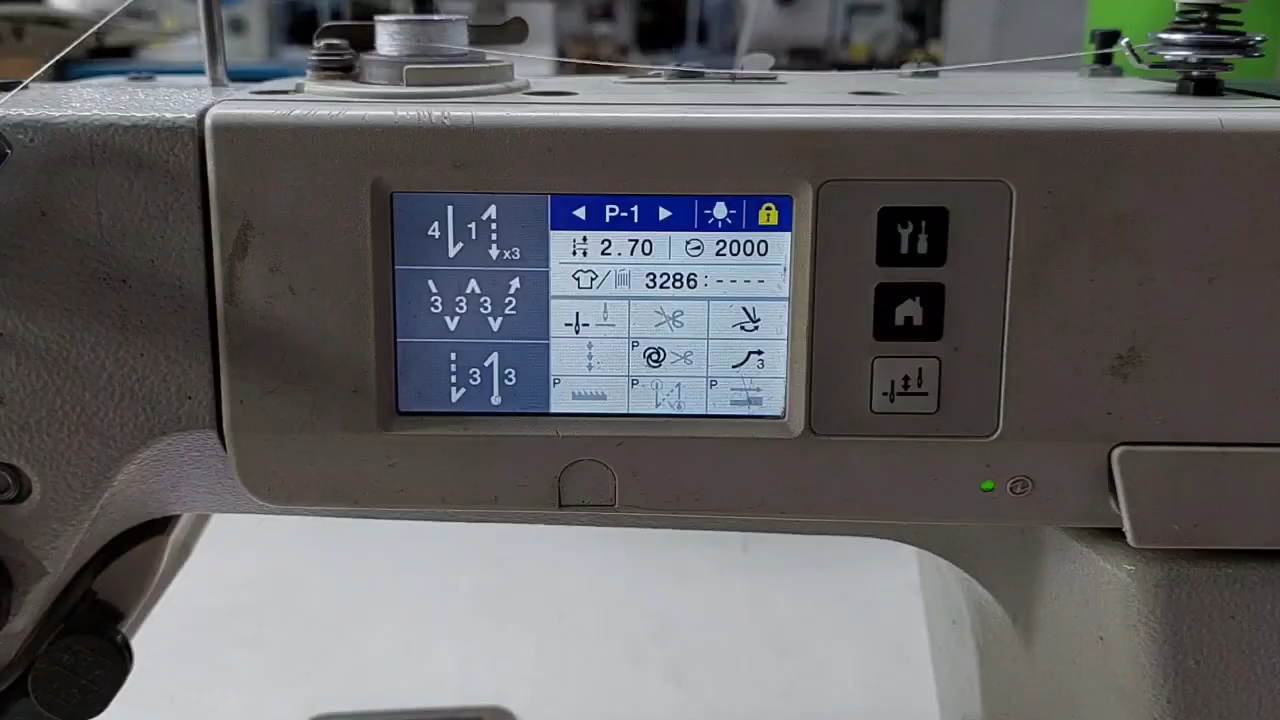 P-1
4 1 x3
2.70 2000
3286:----
3 3 3 2
P 3
3 3
P P P